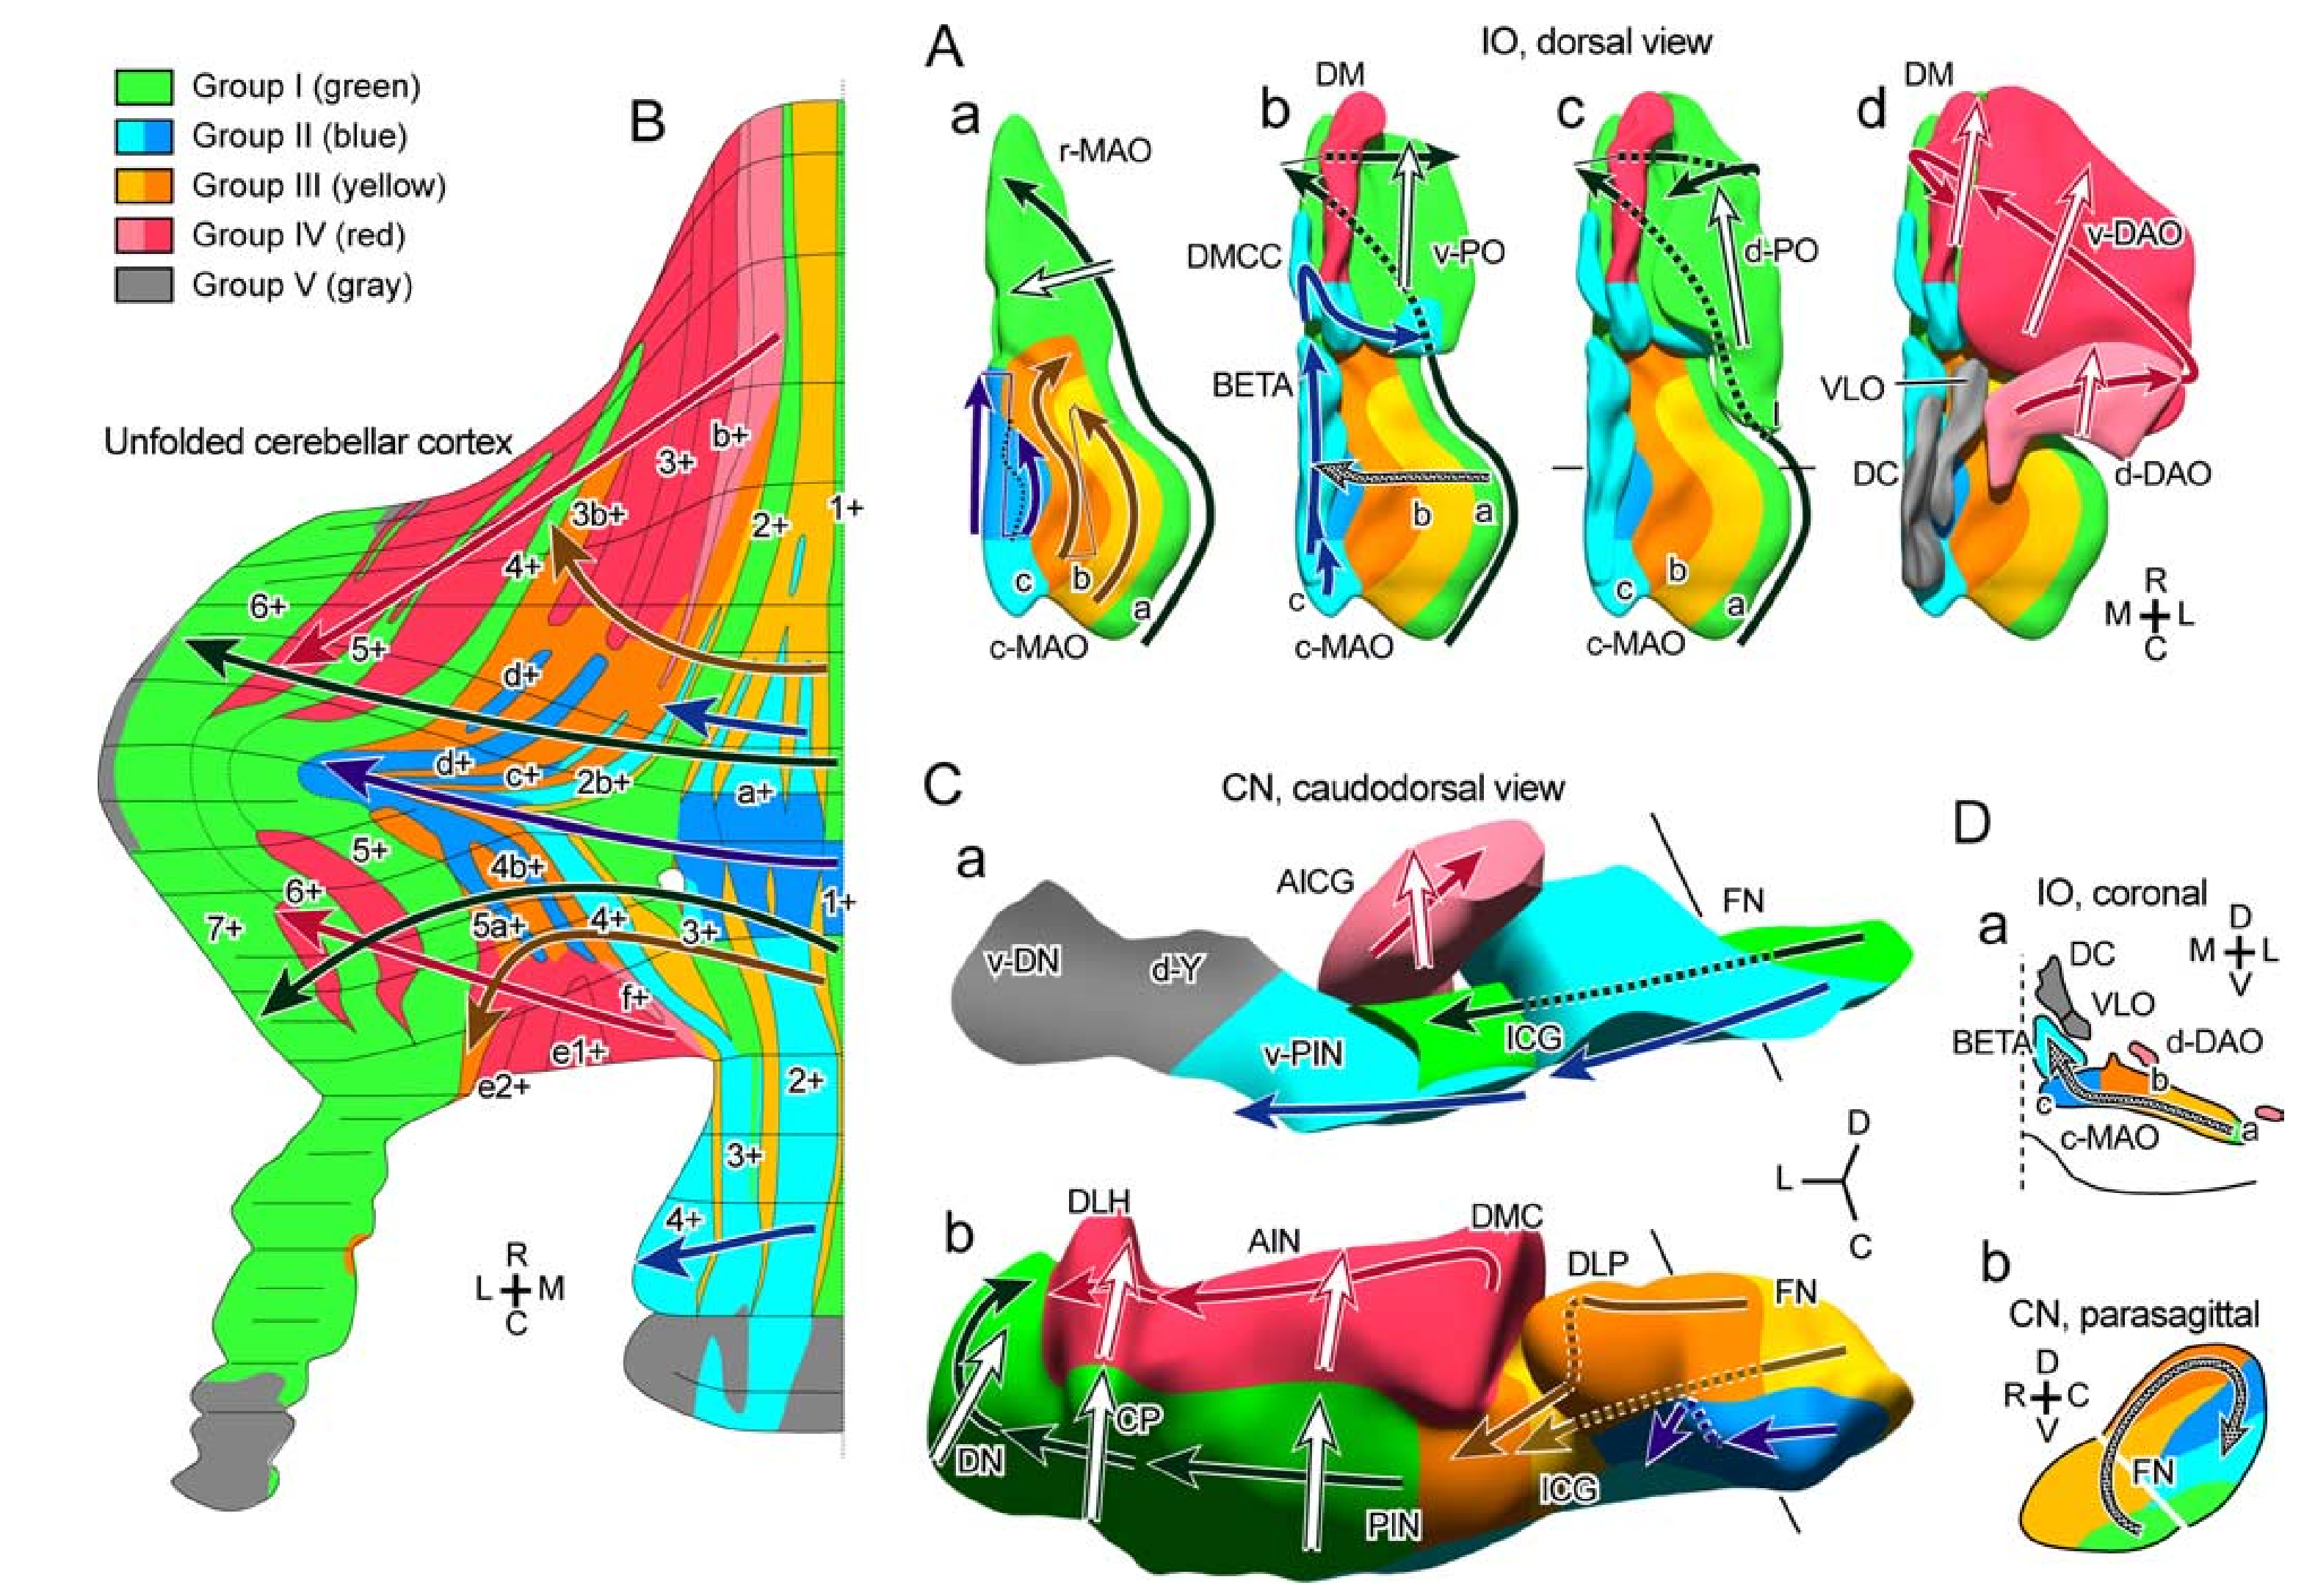 Group I (green)
Group II (blue)
Group III (yellow)
Group IV (red)
Group V (gray)
B
Unfolded cerebellar cortex
b+
3+
1+
3b+
2+
4+
6+
5+
d+
d+
c+
2b+
a+
5+
4b+
6+
1+
7+
5a+
4+
3+
f+
e1+
e2+
2+
3+
4+
R
L M
C
A
IO, dorsal view
a
r-MAO
c
b
a
c-MAO
b
DM
DMCC
v-PO
BETA
b
a
c
c-MAO
c
d-PO
l
c
b
a
c-MAO
d
DM
v-DAO
VLO
DC
d-DAO
R
M L
C
C
CN, caudodorsal view
a
AICG
FN
v-DN
d-Y
v-PIN
ICG
D
L
C
b
DLH
AIN
DMC
DLP
FN
CP
DN
ICG
PIN
D
IO, coronal
a
D
M L
V
DC
VLO
BETA
d-DAO
b
c
a
c-MAO
b
CN, parasagittal
D
R C
V
FN